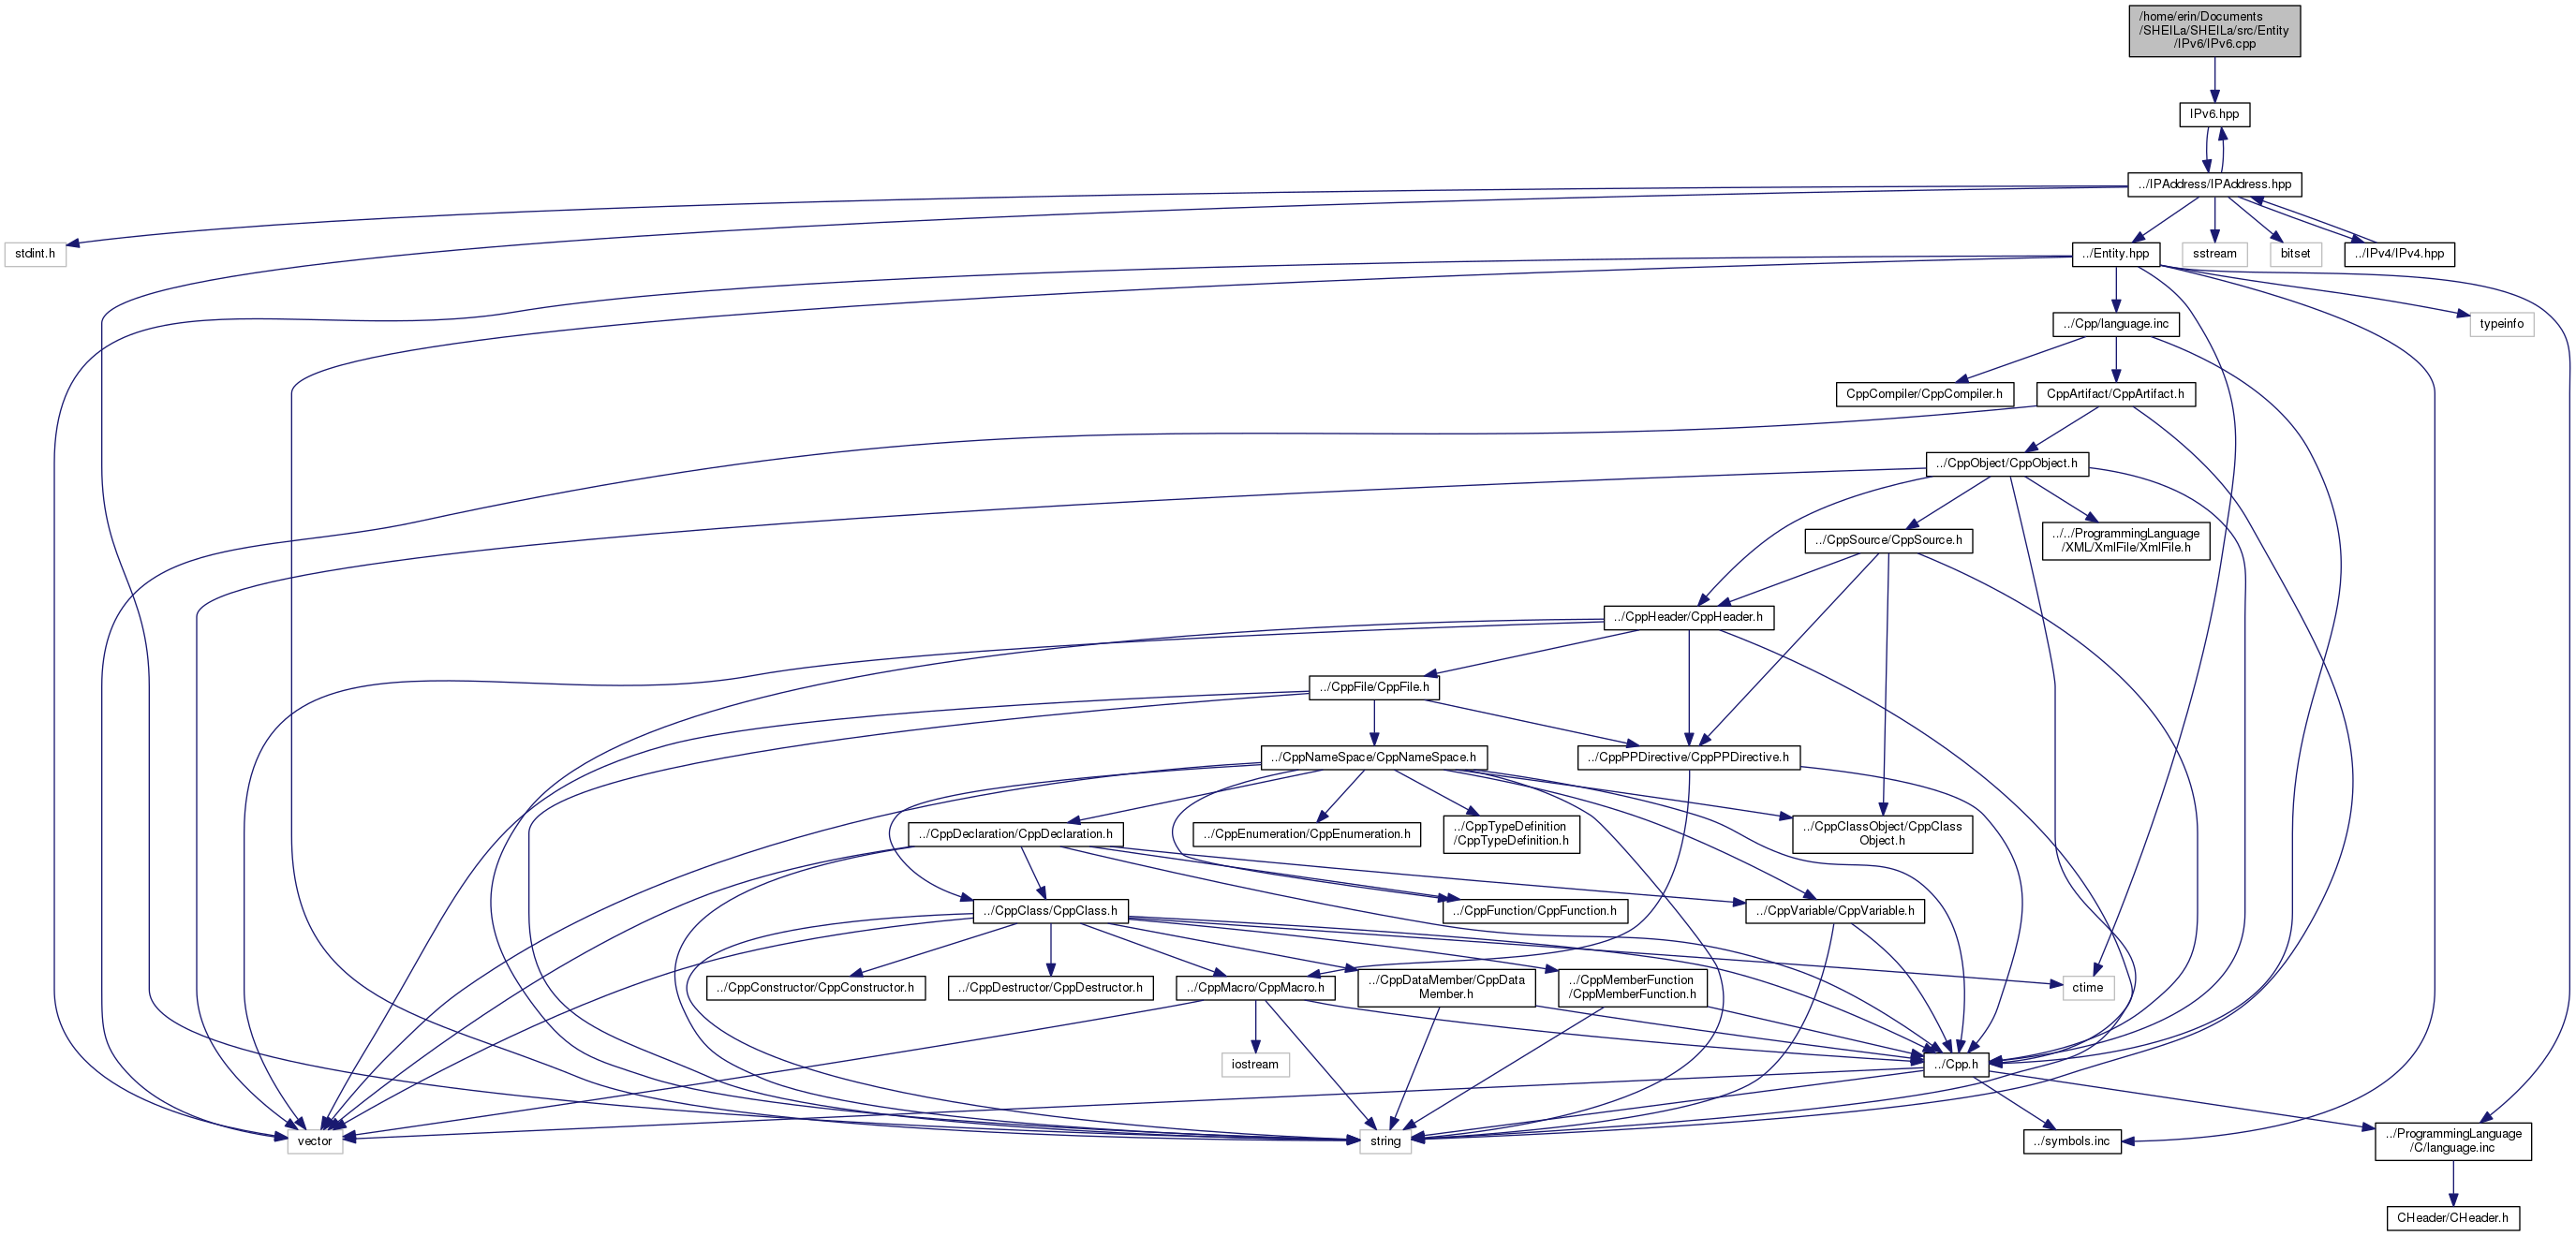 /home/erin/Documents
/SHEILa/SHEILa/src/Entity
/IPv6/IPv6.cpp
IPv6.hpp
../IPAddress/IPAddress.hpp
stdint.h
../Entity.hpp
sstream
bitset
../IPv4/IPv4.hpp
../Cpp/language.inc
typeinfo
CppCompiler/CppCompiler.h
CppArtifact/CppArtifact.h
../CppObject/CppObject.h
../CppSource/CppSource.h
../../ProgrammingLanguage
/XML/XmlFile/XmlFile.h
../CppHeader/CppHeader.h
../CppFile/CppFile.h
../CppNameSpace/CppNameSpace.h
../CppPPDirective/CppPPDirective.h
../CppDeclaration/CppDeclaration.h
../CppEnumeration/CppEnumeration.h
../CppTypeDefinition
/CppTypeDefinition.h
../CppClassObject/CppClass
Object.h
../CppClass/CppClass.h
../CppFunction/CppFunction.h
../CppVariable/CppVariable.h
../CppConstructor/CppConstructor.h
../CppDestructor/CppDestructor.h
../CppMacro/CppMacro.h
../CppDataMember/CppData
Member.h
../CppMemberFunction
/CppMemberFunction.h
ctime
iostream
../Cpp.h
vector
string
../symbols.inc
../ProgrammingLanguage
/C/language.inc
CHeader/CHeader.h